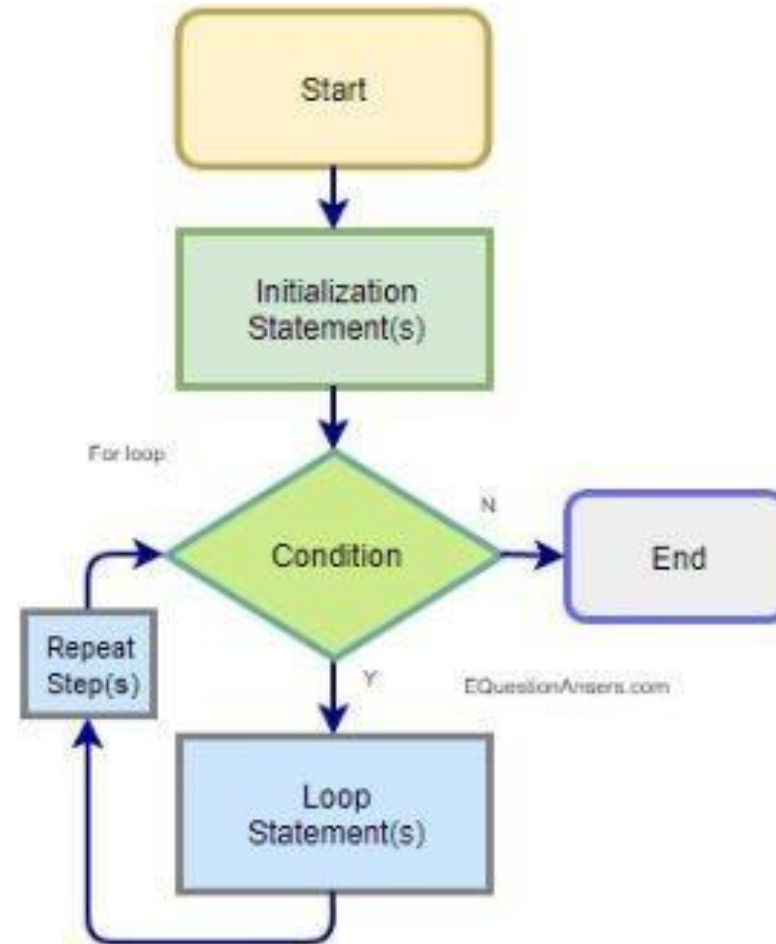 Start
Initialization
Statement(s)
For loop
N
Condition
End
Repeat
Step(s)
Y
EQuestionAnsers.com
Loop
Statement(s)